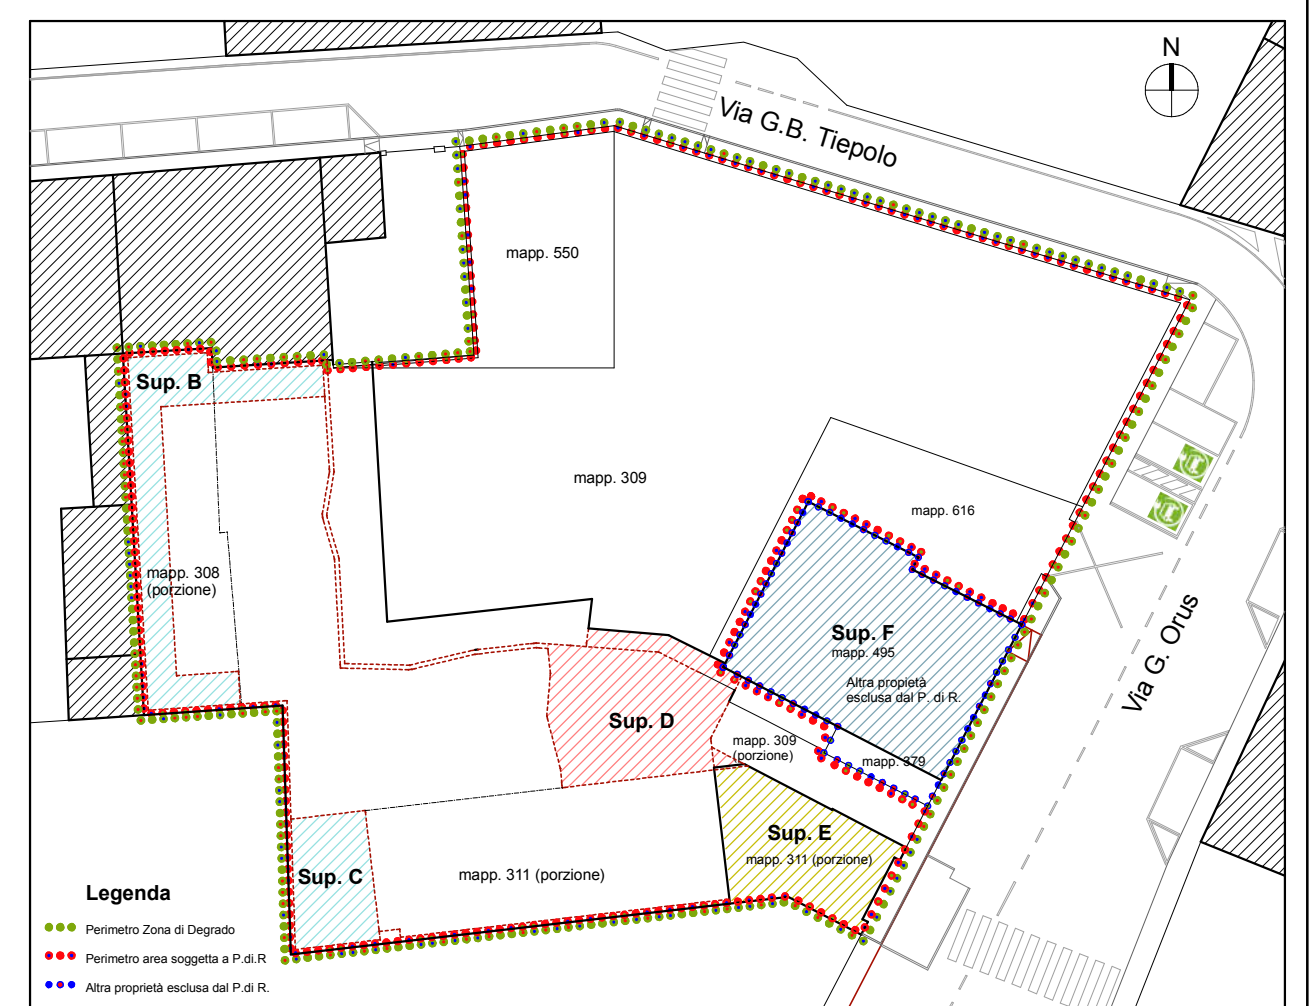 N
Via G.B. Tiepolo
mapp. 550
Sup. B
mapp. 309
mapp. 616
mapp. 308
(porzione)
Sup. F
mapp. 495
Altra propietà
esclusa dal P. di R.
Via G. Orus
Sup. D
mapp. 309
(porzione)
mapp. 379
Sup. E
mapp. 311 (porzione)
Sup. C
mapp. 311 (porzione)
Legenda
Perimetro Zona di Degrado
Perimetro area soggetta a P.di.R
Altra proprietà esclusa dal P.di R.